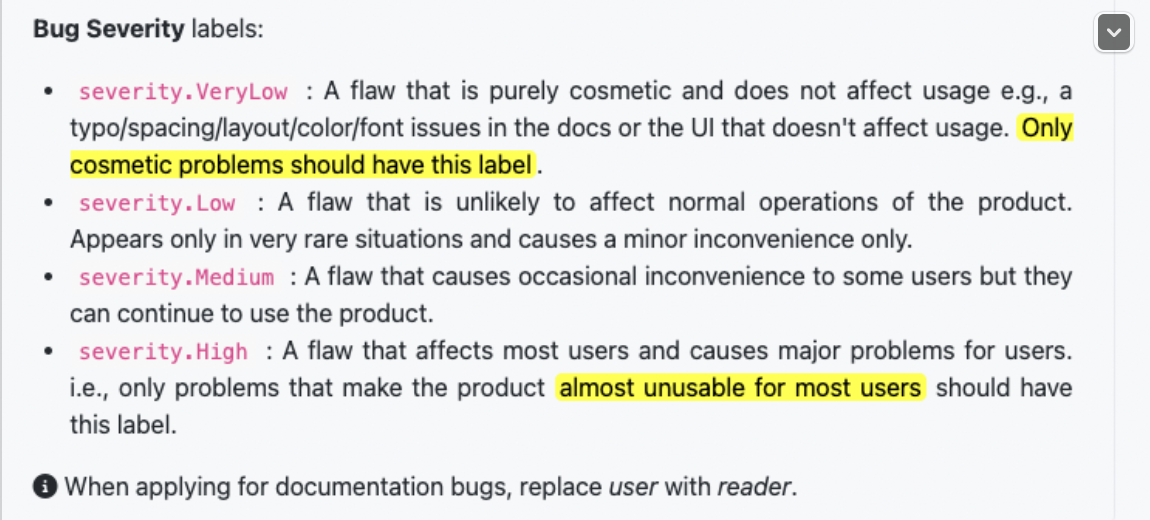 Bug Severity labels:
• severity.VeryLow : A flaw that is purely cosmetic and does not affect usage e.g., a
typo/spacing/layout/color/font issues in the docs or the UI that doesn't affect usage. Only
cosmetic problems should have this label.
• severity.Low : A flaw that is unlikely to affect normal operations of the product.
Appears only in very rare situations and causes a minor inconvenience only.
• severity.Medium : A flaw that causes occasional inconvenience to some users but they
can continue to use the product.
• severity.High : A flaw that affects most users and causes major problems for users.
i.e., only problems that make the product almost unusable for most users should have
this label.
When applying for documentation bugs, replace user with reader.